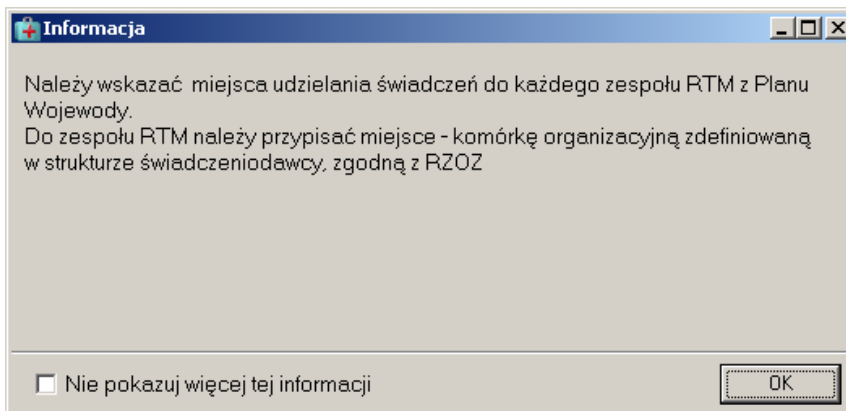 Informacja
Należy wskazać miejsca udzielania świadczeń do każdego zespołu RTM z Planu
Wojewody.
Do zespołu RTM należy przypisać miejsce - komórkę organizacyjną zdefiniowaną
w strukturze świadczeniodawcy, zgodną z RZOZ
Nie pokazuj więcej tej informacji
OK